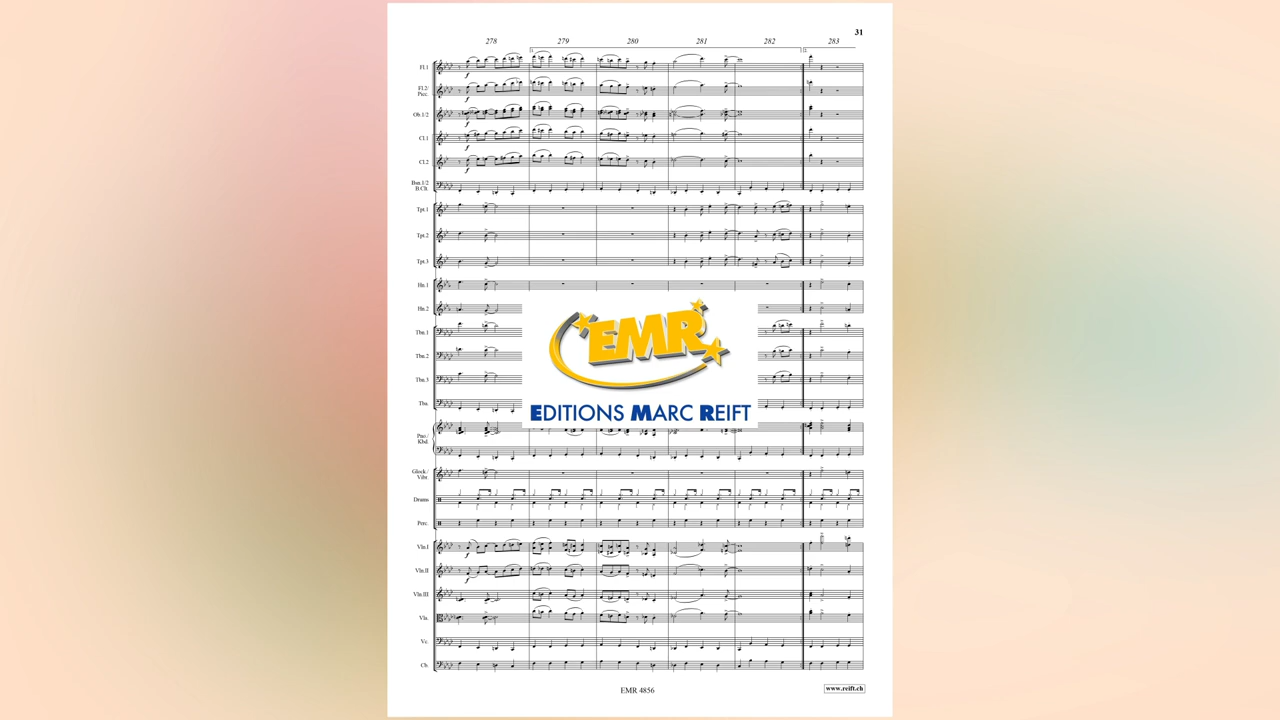 31
278 279 280 281 282 283
1.
2.
Fl.1
f
Fl.2/
Picc.
f
Ob.1/2
f
Cl.1
f
Cl.2
f
Bsn.1/2
B.Cl.
Tpt.1
Tpt.2
Tpt.3
Hn.1
Hn.2
Tbn.1
Tbn.2
Tbn.3
Tba.
EMR
EDITIONS MARC REIFT
Pno/
Kbd.
Glock./
Vibr.
Drums
Perc.
Vln.I
f
Vln.II
f
Vln.III
Vla.
Vc.
Cb.
EMR 4856
www.reift.ch